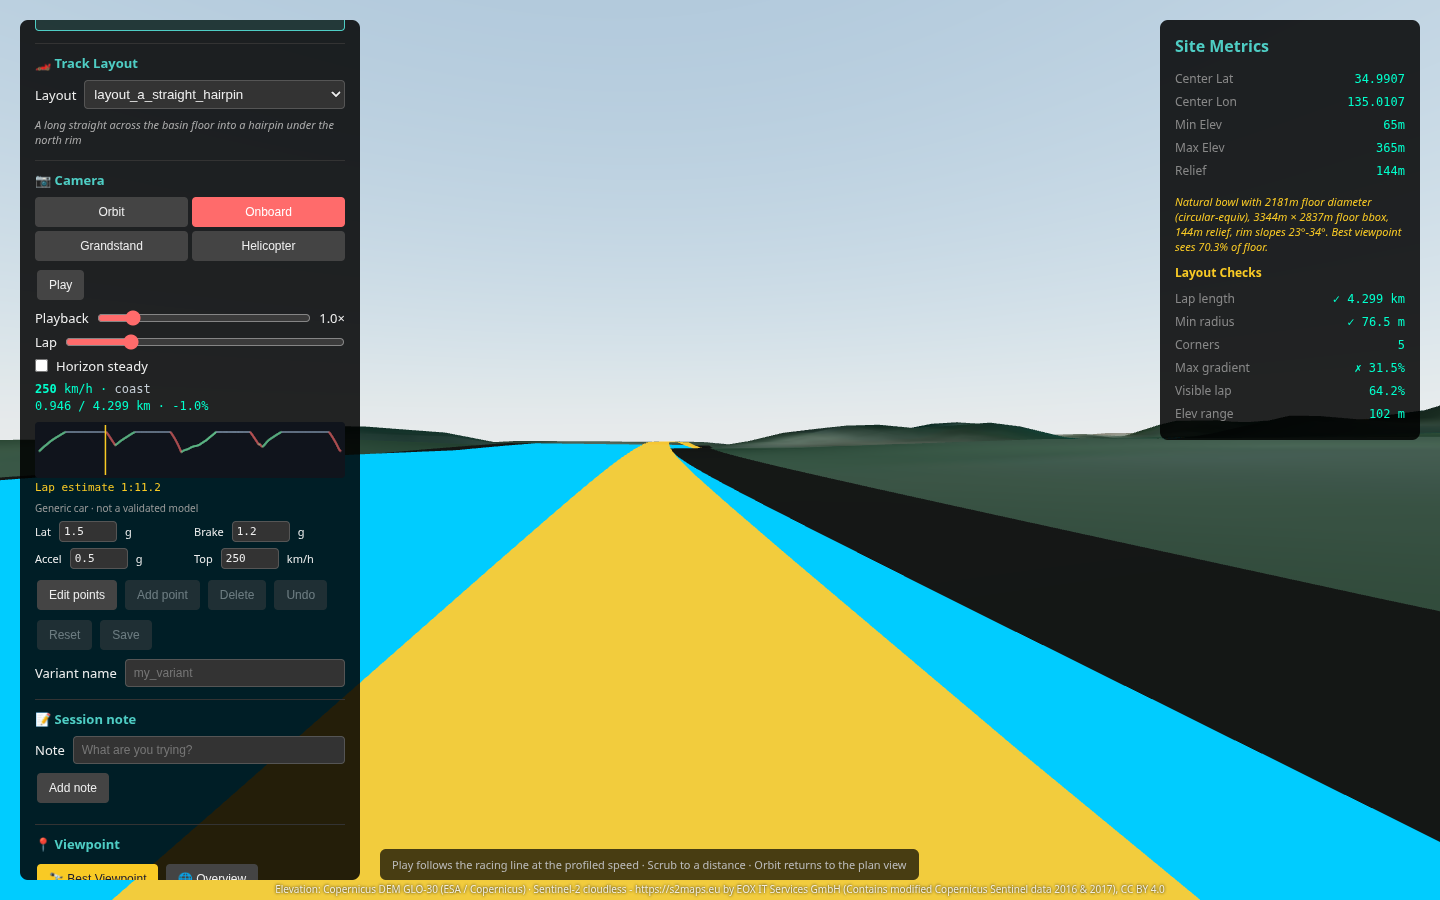 Track Layout
Layout layout_a_straight_hairpin
A long straight across the basin floor into a hairpin under the
north rim
Camera
Orbit Onboard
Grandstand Helicopter
Play
Playback 1.0×
Lap
Horizon steady
250 km/h · coast
0.946 / 4.299 km · -1.0%
Lap estimate 1:11.2
Generic car · not a validated model
Lat 1.5 g Brake 1.2 g
Accel 0.5 g Top 250 km/h
Edit points Add point Delete Undo
Reset Save
Variant name my_variant
Session note
Note What are you trying?
Add note
Viewpoint
Best Viewpoint Overview
Site Metrics
Center Lat 34.9907
Center Lon 135.0107
Min Elev 65m
Max Elev 365m
Relief 144m
Natural bowl with 2181m floor diameter
(circular-equiv), 3344m × 2837m floor bbox,
144m relief, rim slopes 23°-34°. Best viewpoint
sees 70.3% of floor.
Layout Checks
Lap length ✓ 4.299 km
Min radius ✓ 76.5 m
Corners 5
Max gradient ✗ 31.5%
Visible lap 64.2%
Elev range 102 m
Play follows the racing line at the profiled speed · Scrub to a distance · Orbit returns to the plan view
Elevation: Copernicus DEM GLO-30 (ESA / Copernicus) · Sentinel-2 cloudless - https://s2maps.eu by EOX IT Services GmbH (Contains modified Copernicus Sentinel data 2016 & 2017), CC BY 4.0